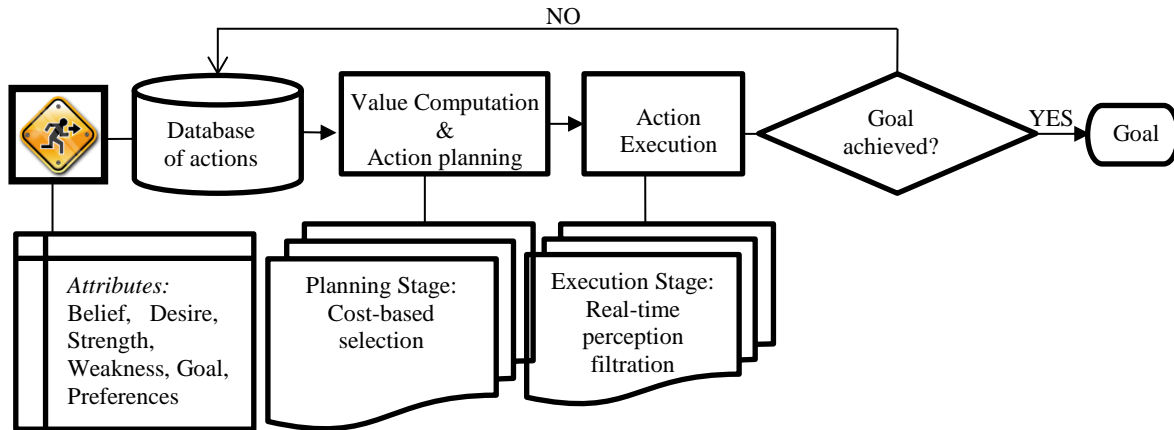 NO
Database
of actions
Value Computation
&
Action planning
Action
Execution
Goal
achieved?
YES
Goal
Attributes:
Belief, Desire,
Strength,
Weakness, Goal,
Preferences
Planning Stage:
Cost-based
selection
Execution Stage:
Real-time
perception
filtration